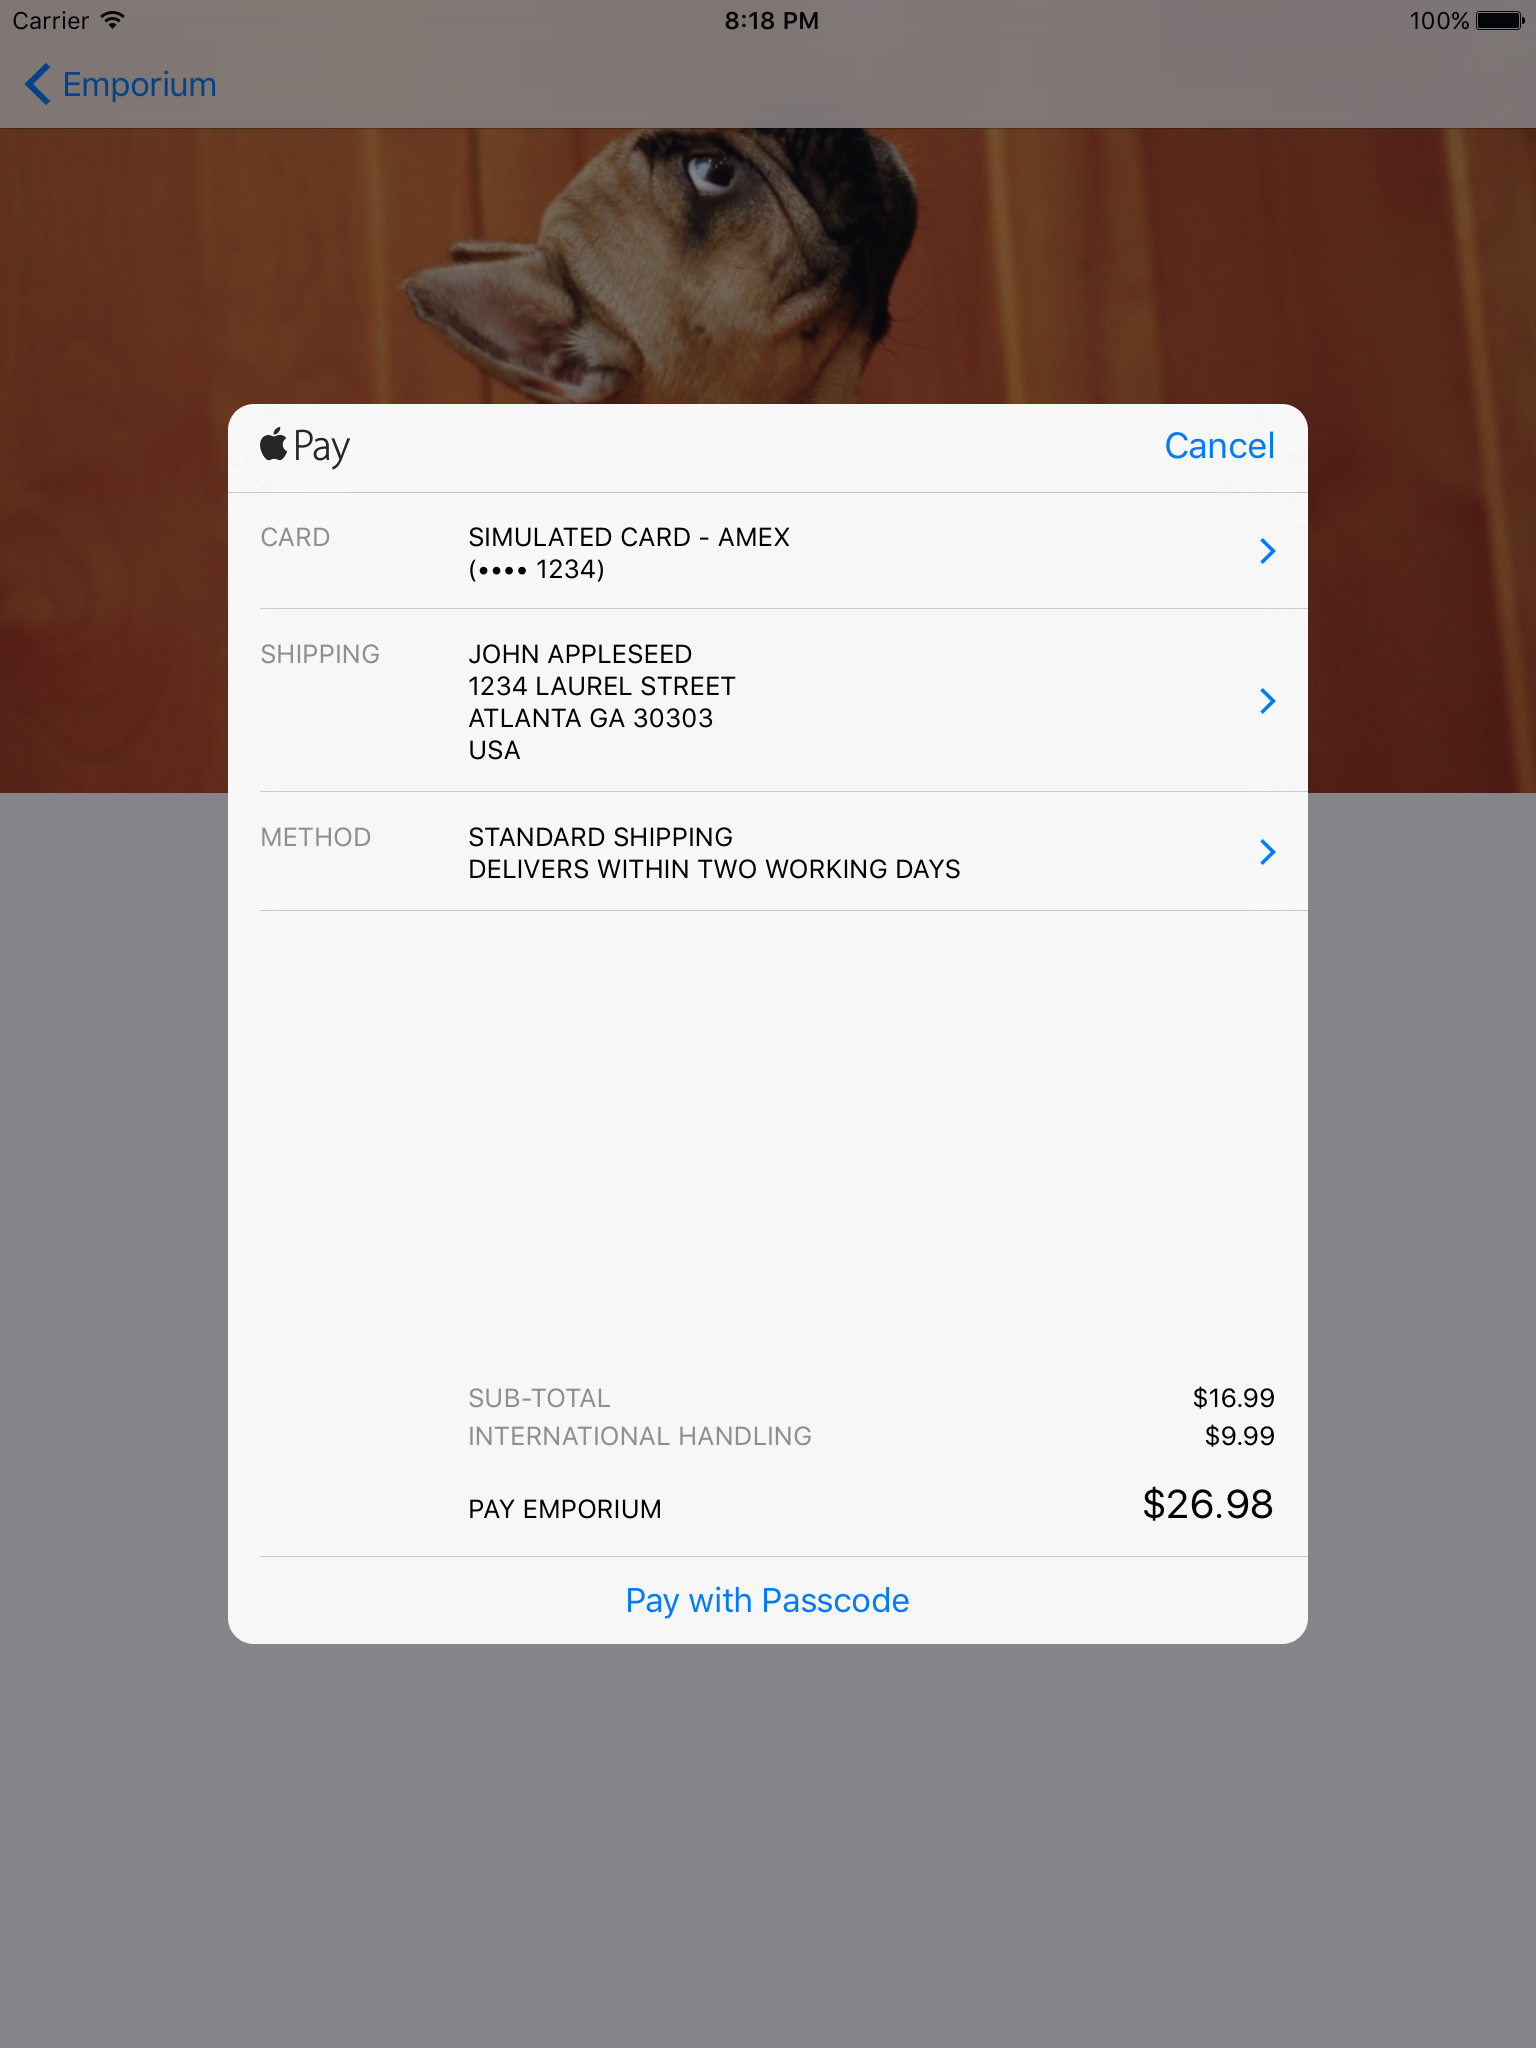 Carrier 8:18 PM 100%
Emporium
Pay Cancel
CARD SIMULATED CARD - AMEX
(•••• 1234)
SHIPPING JOHN APPLESEED
1234 LAUREL STREET
ATLANTA GA 30303
USA
METHOD STANDARD SHIPPING
DELIVERS WITHIN TWO WORKING DAYS
SUB-TOTAL $16.99
INTERNATIONAL HANDLING $9.99
PAY EMPORIUM $26.98
Pay with Passcode